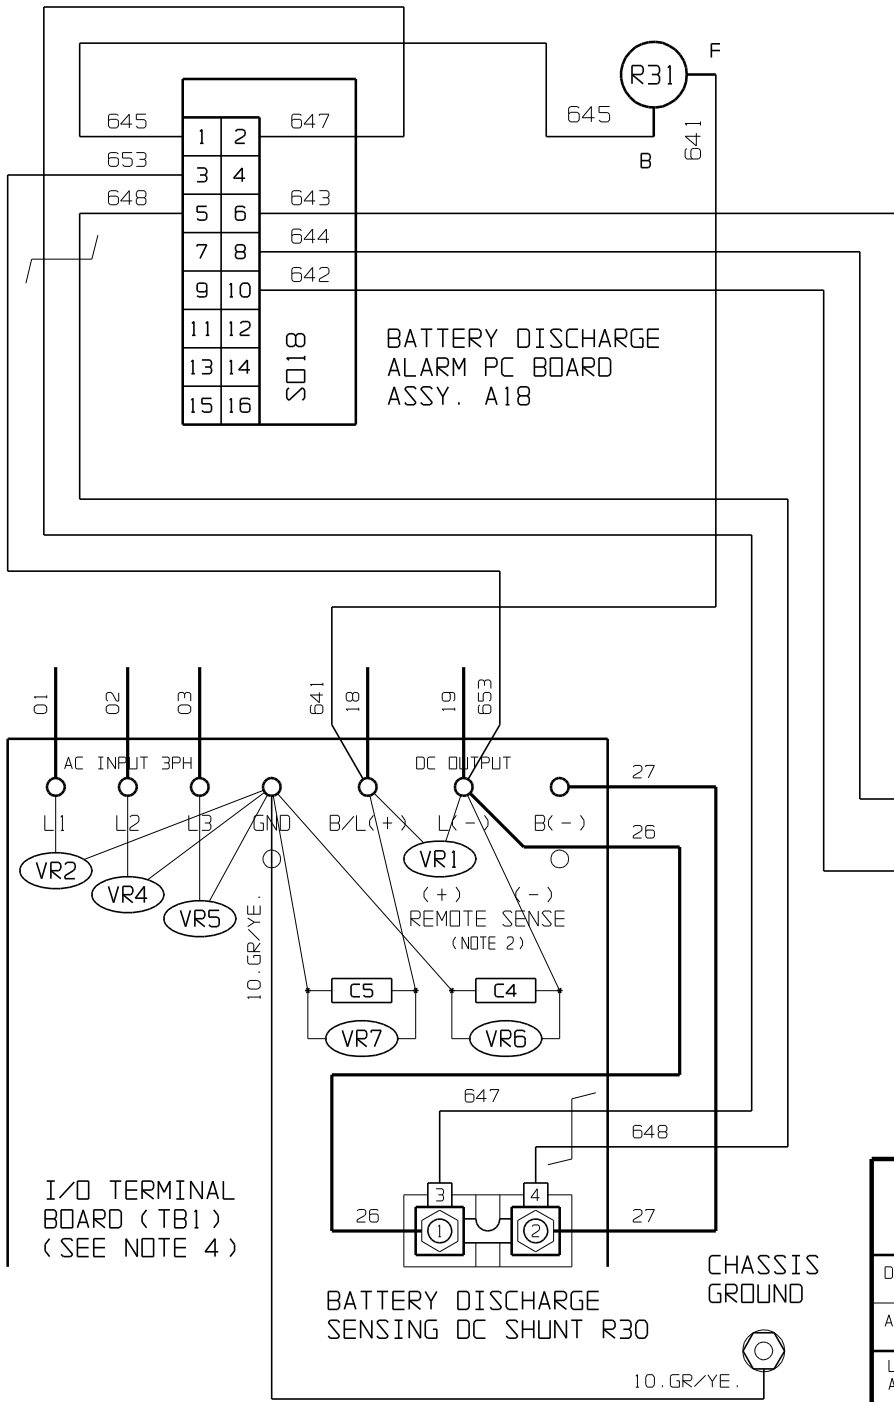 F
R31
645
647
645
641
B
1 2
653
3 4
648
643
5 6
644
7 8
642
9 10
11 12
13 14
15 16
SO18
BATTERY DISCHARGE
ALARM PC BOARD
ASSY. A18
01
02
03
641
18
19
653
AC INPUT 3PH
DC OUTPUT
27
L1
L2
L3
GND
B/L(+)
L(-)
B(-)
26
VR2
VR4
VR5
VR1
10.GR/YE.
(+) (-)
REMOTE SENSE
(NOTE 2)
C5
C4
VR7
VR6
647
648
I/O TERMINAL
BOARD (TB1)
(SEE NOTE 4)
3
4
26
1
2
27
BATTERY DISCHARGE
SENSING DC SHUNT R30
CHASSIS
GROUND
10.GR/YE.
D
A
L
A